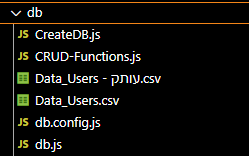 db
JS CreateDB.js
JS CRUD-Functions.js
Data_Users - עותק.csv
Data_Users.csv
JS db.config.js
JS db.js